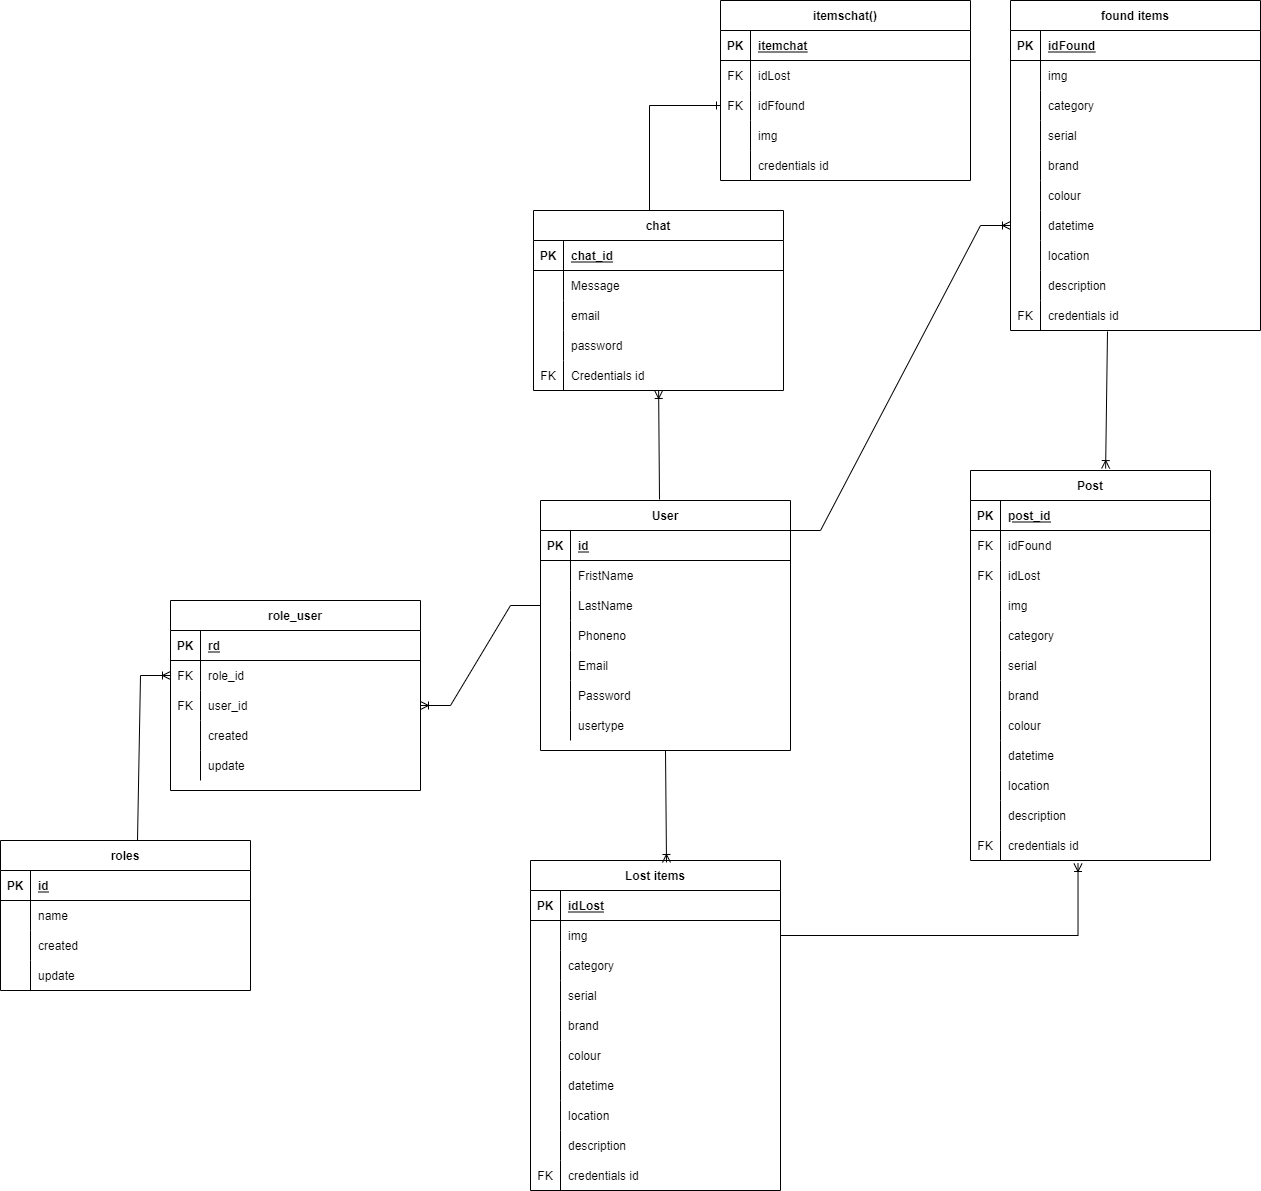 itemschat()
PK itemchat
FK idLost
FK idFfound
img
credentials id
found items
PK idFound
img
category
serial
brand
colour
datetime
location
description
FK credentials id
chat
PK chat_id
Message
email
password
FK Credentials id
User
PK id
FristName
LastName
Phoneno
Email
Password
usertype
Post
PK post_id
FK idFound
FK idLost
img
category
serial
brand
colour
datetime
location
description
FK credentials id
role_user
PK rd
FK role_id
FK user_id
created
update
roles
PK id
name
created
update
Lost items
PK idLost
img
category
serial
brand
colour
datetime
location
description
FK credentials id